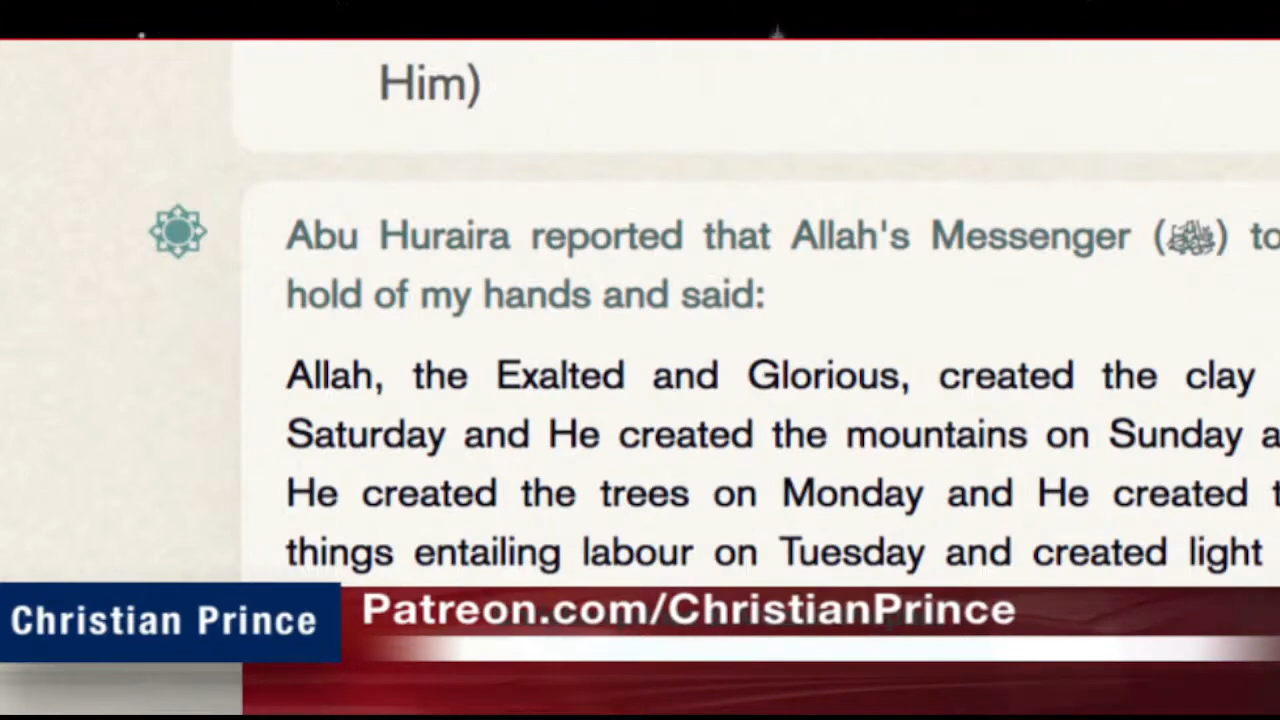 Him)
Abu Huraira reported that Allah's Messenger (ﷺ) to
hold of my hands and said:
Allah, the Exalted and Glorious, created the clay
Saturday and He created the mountains on Sunday a
He created the trees on Monday and He created t
things entailing labour on Tuesday and created light
Christian Prince
Patreon.com/ChristianPrince